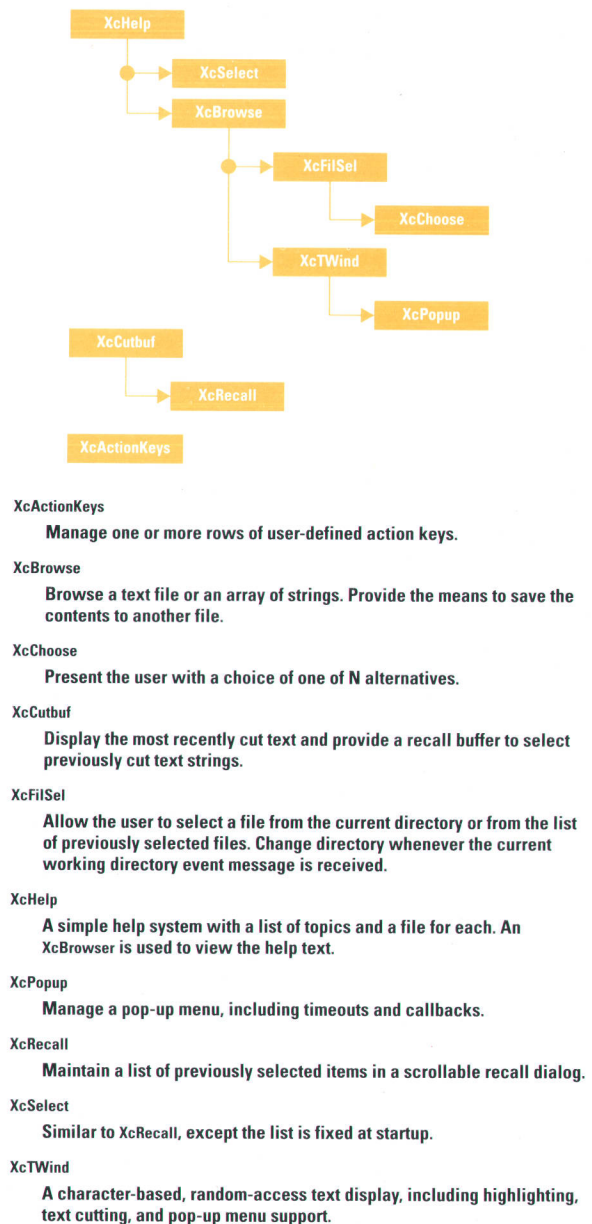 XcHelp
XcSelect
XcBrowse
XcFilSel
XcChoose
XcTWind
XcPopup
XcCutbuf
XcRecall
XcActionKeys
XcActionKeys
Manage one or more rows of user-defined action keys.
XcBrowse
Browse a text file or an array of strings. Provide the means to save the
contents to another file.
XcChoose
Present the user with a choice of one of N alternatives.
XcCutbuf
Display the most recently cut text and provide a recall buffer to select
previously cut text strings.
XcFilSel
Allow the user to select a file from the current directory or from the list
of previously selected files. Change directory whenever the current
working directory event message is received.
XcHelp
A simple help system with a list of topics and a file for each. An
XcBrowser is used to view the help text.
XcPopup
Manage a pop-up menu, including timeouts and callbacks.
XcRecall
Maintain a list of previously selected items in a scrollable recall dialog.
XcSelect
Similar to XcRecall, except the list is fixed at startup.
XcTWind
A character-based, random-access text display, including highlighting,
text cutting, and pop-up menu support.